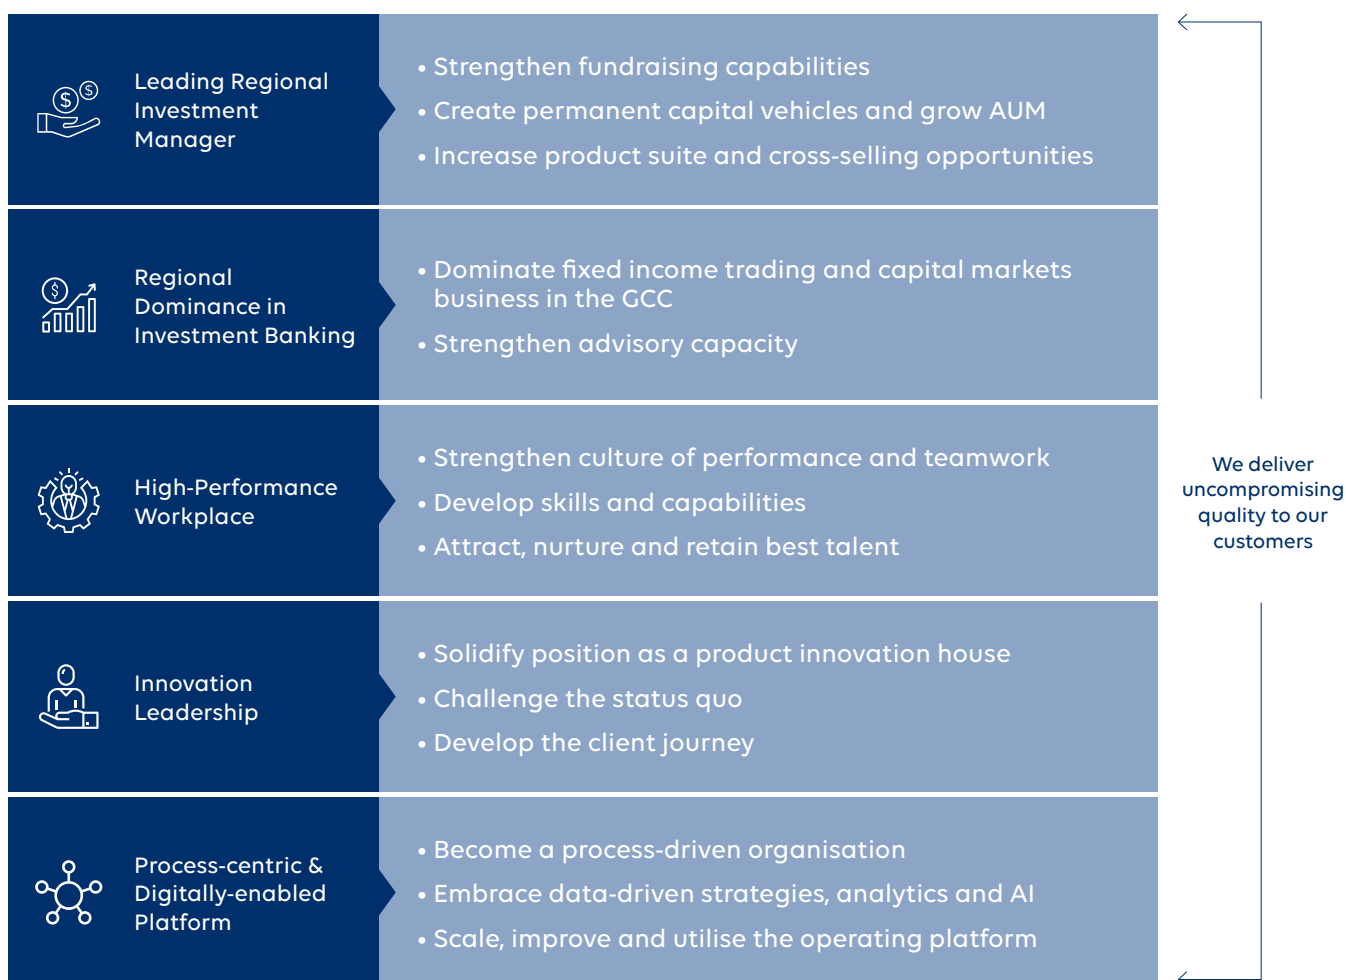 Leading Regional
Investment
Manager
• Strengthen fundraising capabilities
• Create permanent capital vehicles and grow AUM
• Increase product suite and cross-selling opportunities
Regional
Dominance in
Investment Banking
• Dominate fixed income trading and capital markets
business in the GCC
• Strengthen advisory capacity
High-Performance
Workplace
• Strengthen culture of performance and teamwork
• Develop skills and capabilities
• Attract, nurture and retain best talent
Innovation
Leadership
• Solidify position as a product innovation house
• Challenge the status quo
• Develop the client journey
Process-centric &
Digitally-enabled
Platform
• Become a process-driven organisation
• Embrace data-driven strategies, analytics and AI
• Scale, improve and utilise the operating platform
We deliver
uncompromising
quality to our
customers